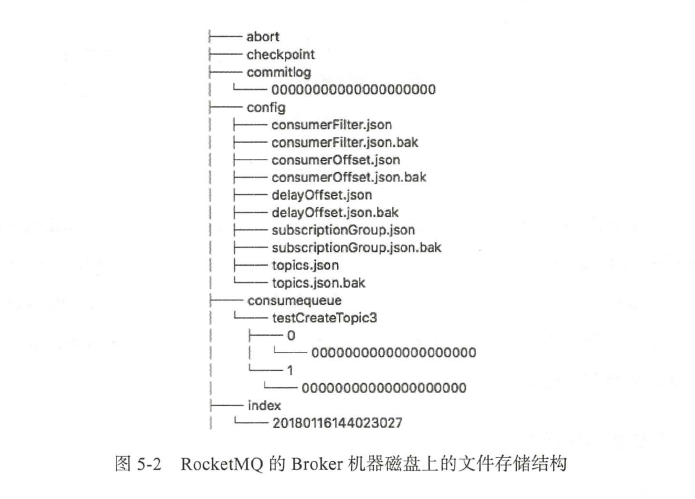 abort
checkpoint
commitlog
00000000000000000000
config
consumerFilter.json
consumerFilter.json.bak
consumerOffset.json
consumerOffset.json.bak
delayOffset.json
delayOffset.json.bak
subscriptionGroup.json
subscriptionGroup.json.bak
topics.json
topics.json.bak
consumequeue
testCreateTopic3
0
00000000000000000000
1
00000000000000000000
index
20180116144023027
图 5-2 RocketMQ 的 Broker 机器磁盘上的文件存储结构